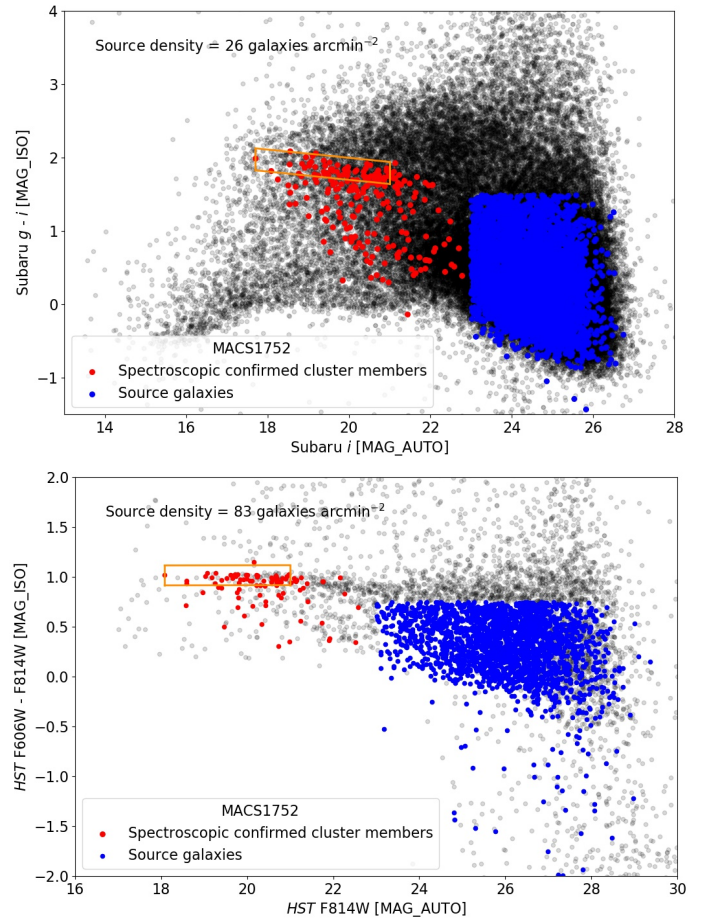 4
3
2
1
0
−1
Source density = 26 galaxies arcmin⁻²
Subaru g - i [MAG_ISO]
MACS1752
Spectroscopic confirmed cluster members
Source galaxies
14 16 18 20 22 24 26 28
Subaru i [MAG_AUTO]
2.0
1.5
1.0
0.5
0.0
−0.5
−1.0
−1.5
−2.0
Source density = 83 galaxies arcmin⁻²
HST F606W - F814W [MAG_ISO]
MACS1752
Spectroscopic confirmed cluster members
Source galaxies
16 18 20 22 24 26 28 30
HST F814W [MAG_AUTO]